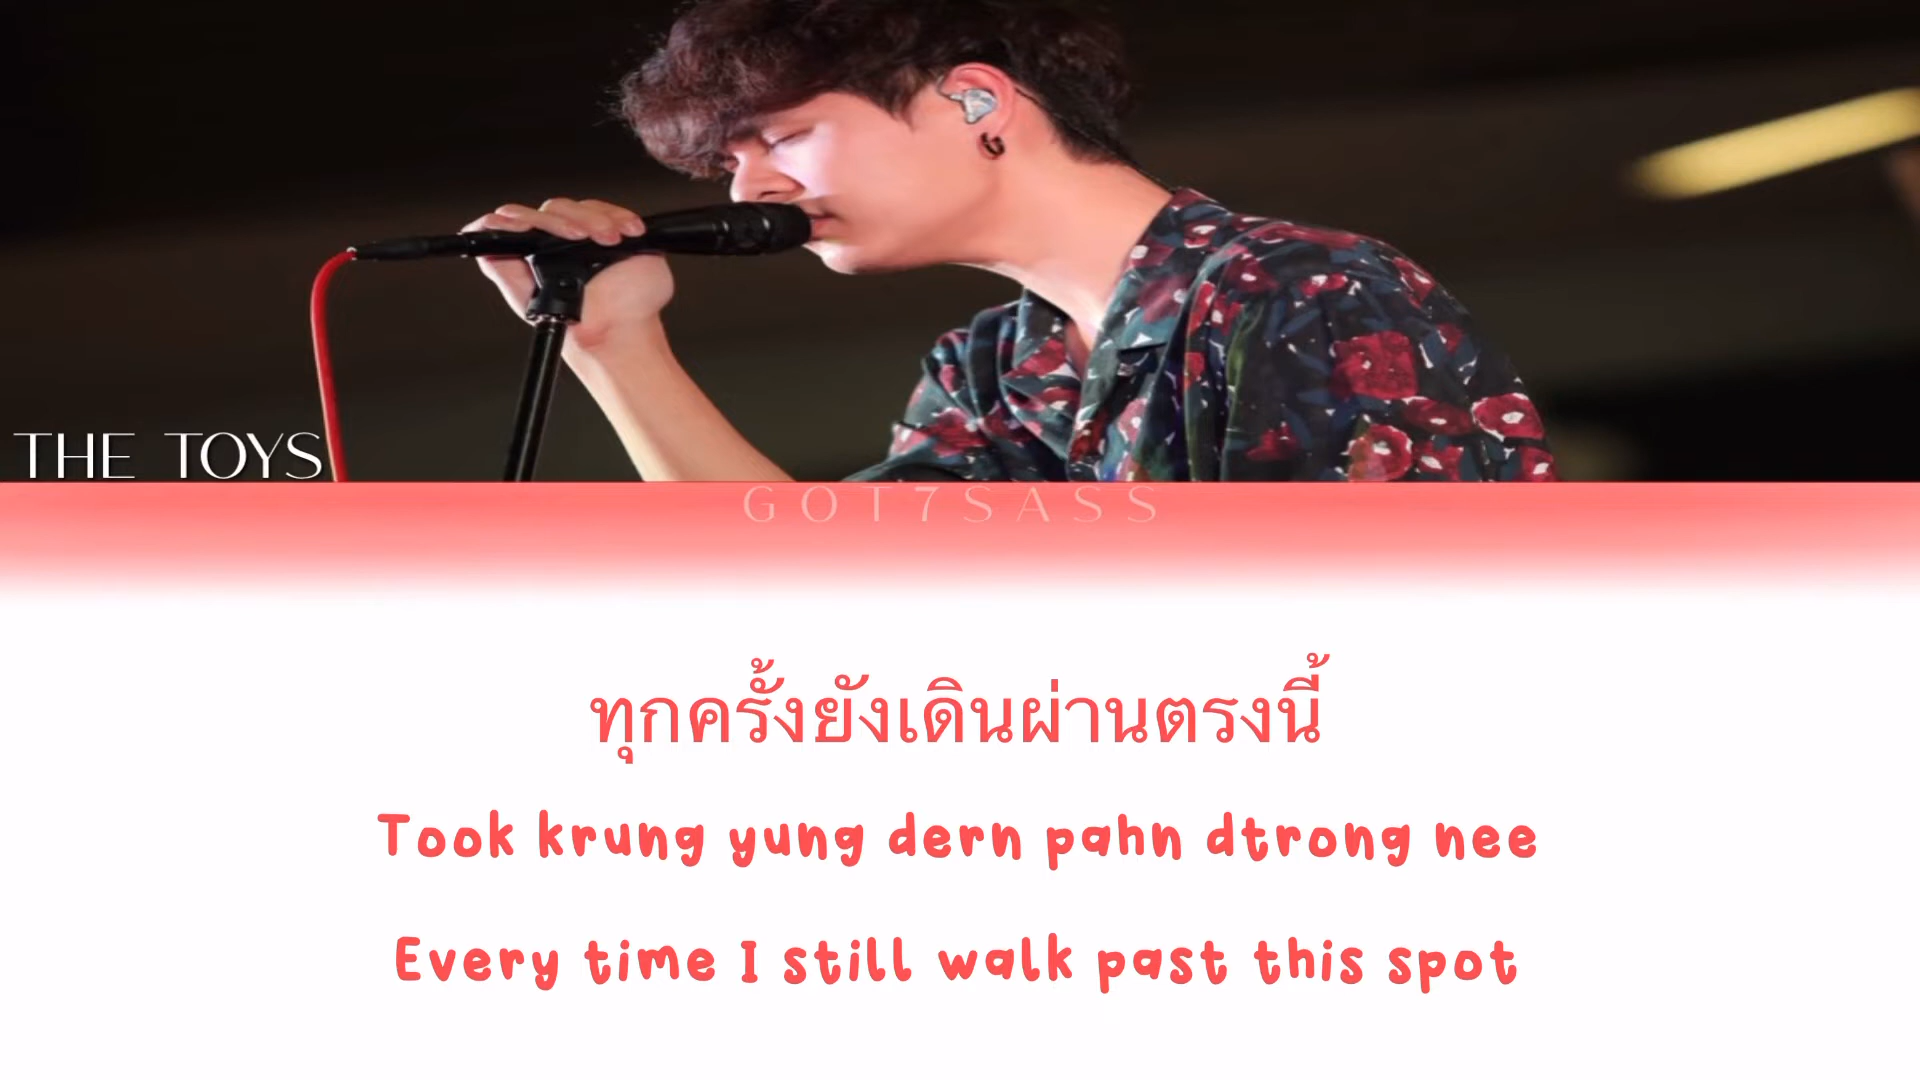 THE TOYS
GOT7SASS
ทุกครั้งยังเดินผ่านตรงนี้
Took krung yung dern pahn dtrong nee
Every time I still walk past this spot